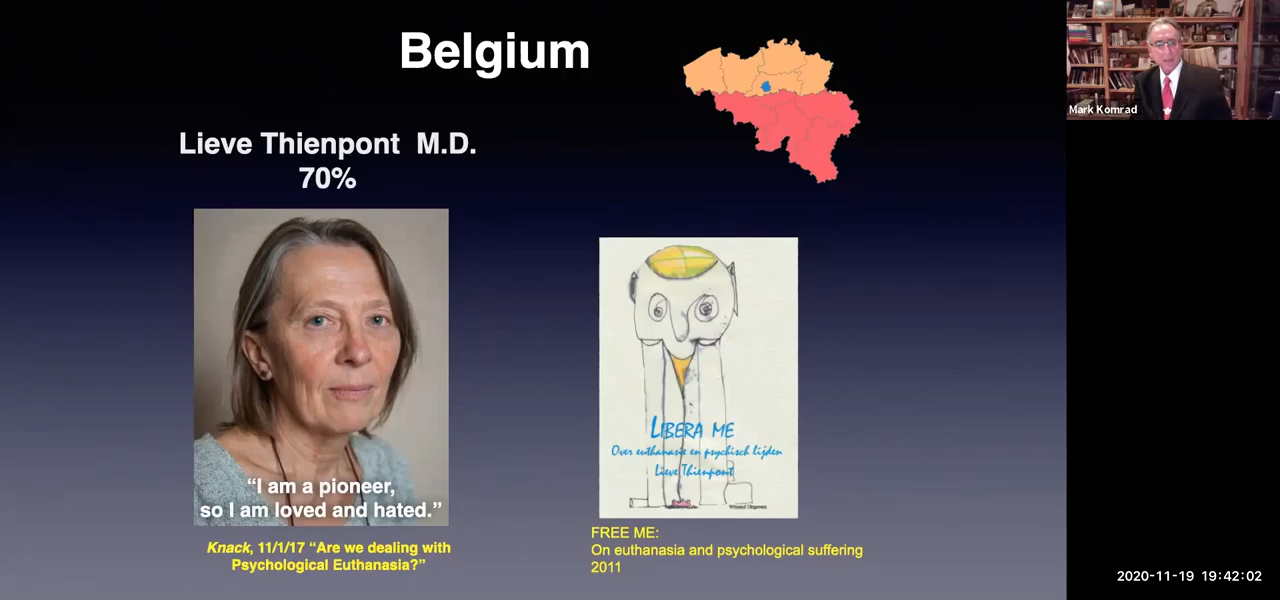 Belgium
Mark Komrad
Lieve Thienpont M.D.
70%
“I am a pioneer,
so I am loved and hated.”
Knack, 11/1/17 “Are we dealing with
Psychological Euthanasia?”
LIBERA ME
Over euthanasie en psychisch lijden
Lieve Thienpont
Witsand Uitgevers
FREE ME:
On euthanasia and psychological suffering
2011
2020-11-19 19:42:02